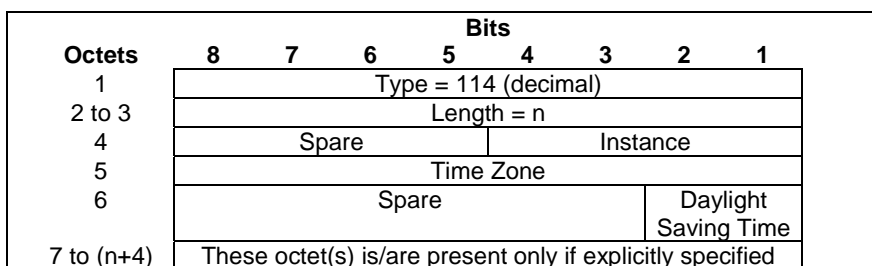 Bits
Octets 8 7 6 5 4 3 2 1
1 Type = 114 (decimal)
2 to 3 Length = n
4 Spare Instance
5 Time Zone
6 Spare Daylight
Saving Time
7 to (n+4) These octet(s) is/are present only if explicitly specified